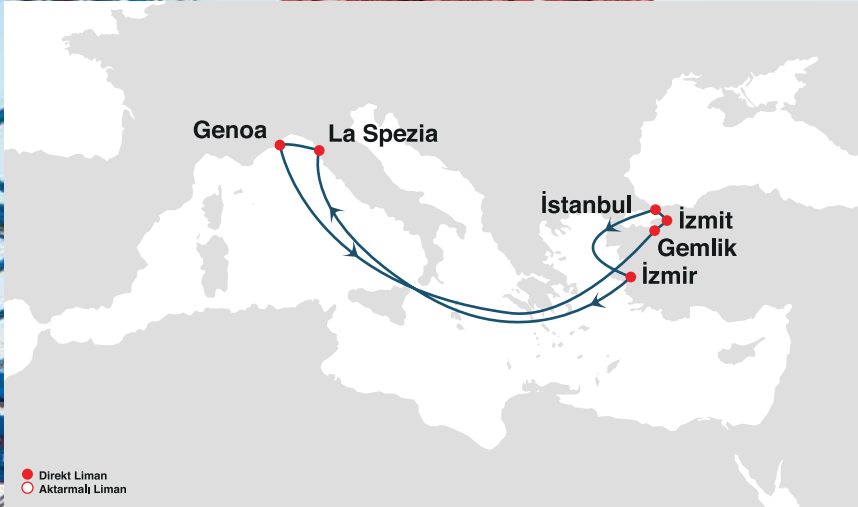 Genoa
La Spezia
İstanbul
İzmit
Gemlik
İzmir
Direkt Liman
Aktarmalı Liman